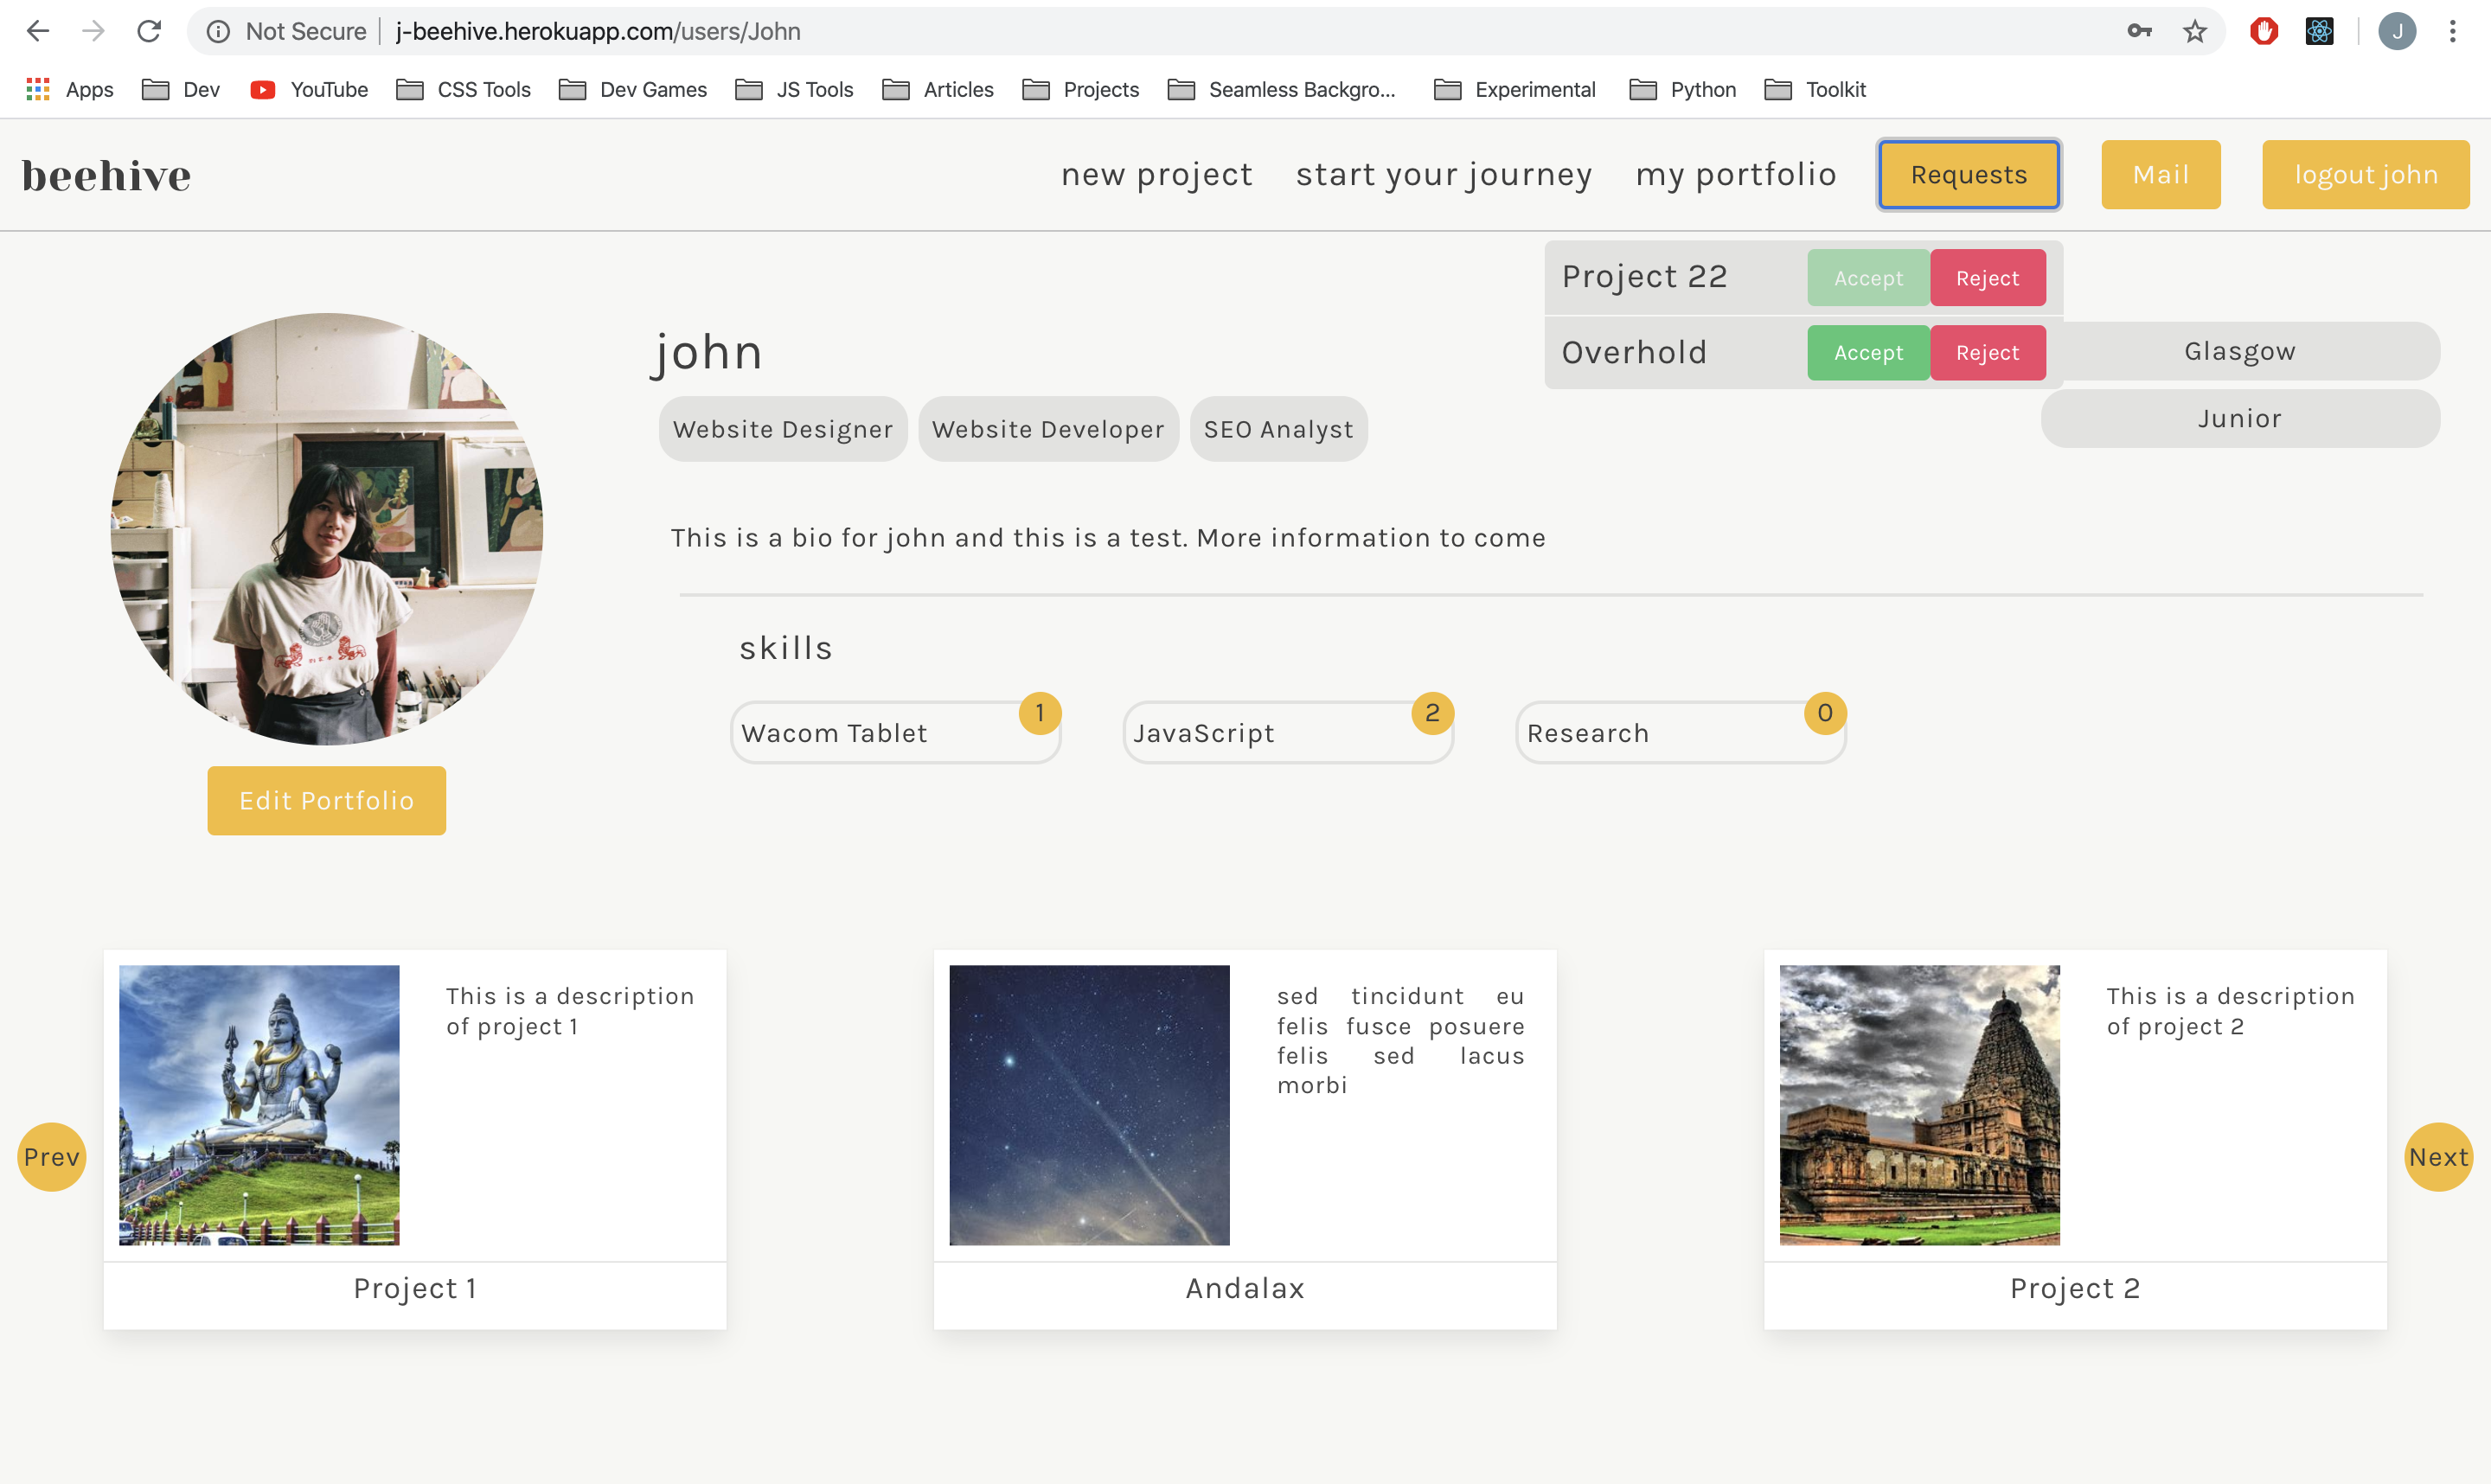 Not Secure j-beehive.herokuapp.com/users/John J
Apps Dev YouTube CSS Tools Dev Games JS Tools Articles Projects Seamless Backgro... Experimental Python Toolkit
beehive new project start your journey my portfolio Requests Mail logout john
Project 22 Accept Reject
Overhold Accept Reject
Glasgow
Junior
john
Website Designer Website Developer SEO Analyst
This is a bio for john and this is a test. More information to come
skills
Wacom Tablet 1 JavaScript 2 Research 0
Edit Portfolio
Prev
This is a description
of project 1
Project 1
sed tincidunt eu
felis fusce posuere
felis sed lacus
morbi
Andalax
This is a description
of project 2
Project 2
Next